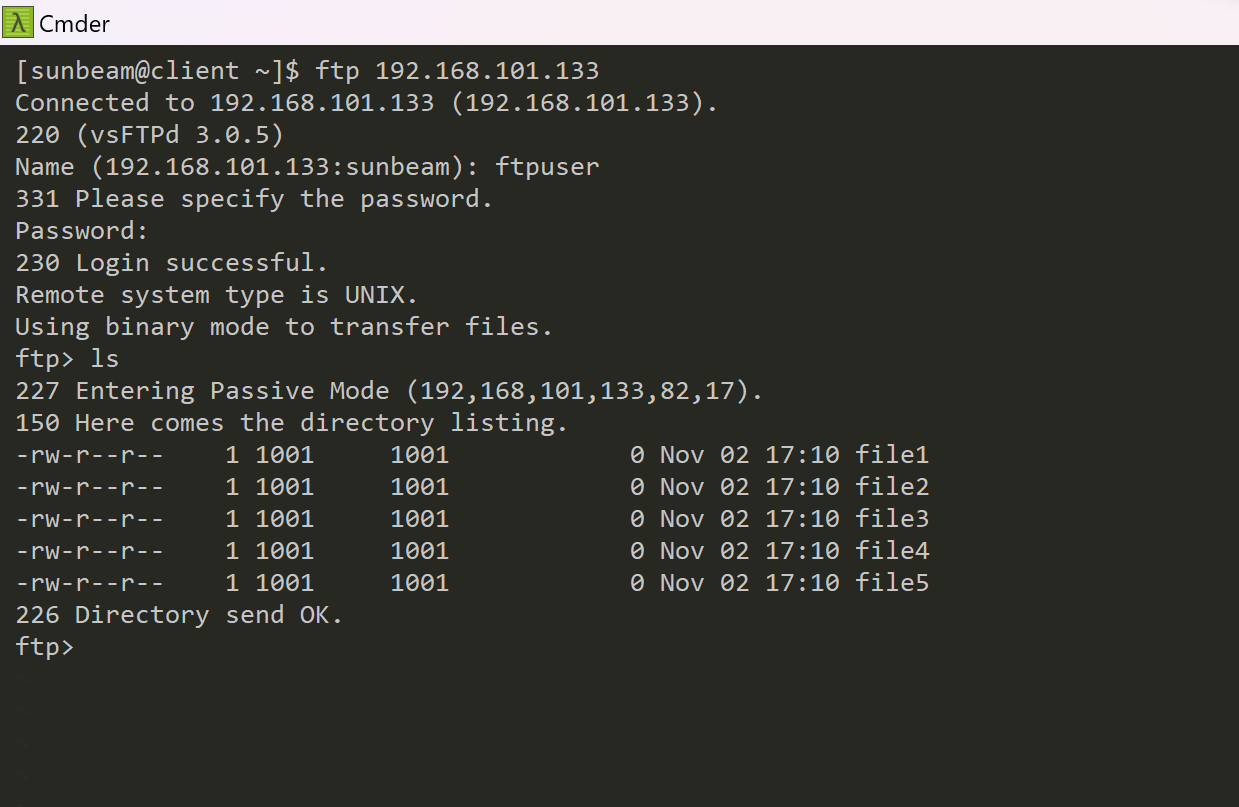 λ Cmder
[sunbeam@client ~]$ ftp 192.168.101.133
Connected to 192.168.101.133 (192.168.101.133).
220 (vsFTPd 3.0.5)
Name (192.168.101.133:sunbeam): ftpuser
331 Please specify the password.
Password:
230 Login successful.
Remote system type is UNIX.
Using binary mode to transfer files.
ftp> ls
227 Entering Passive Mode (192,168,101,133,82,17).
150 Here comes the directory listing.
-rw-r--r--    1 1001     1001            0 Nov 02 17:10 file1
-rw-r--r--    1 1001     1001            0 Nov 02 17:10 file2
-rw-r--r--    1 1001     1001            0 Nov 02 17:10 file3
-rw-r--r--    1 1001     1001            0 Nov 02 17:10 file4
-rw-r--r--    1 1001     1001            0 Nov 02 17:10 file5
226 Directory send OK.
ftp>